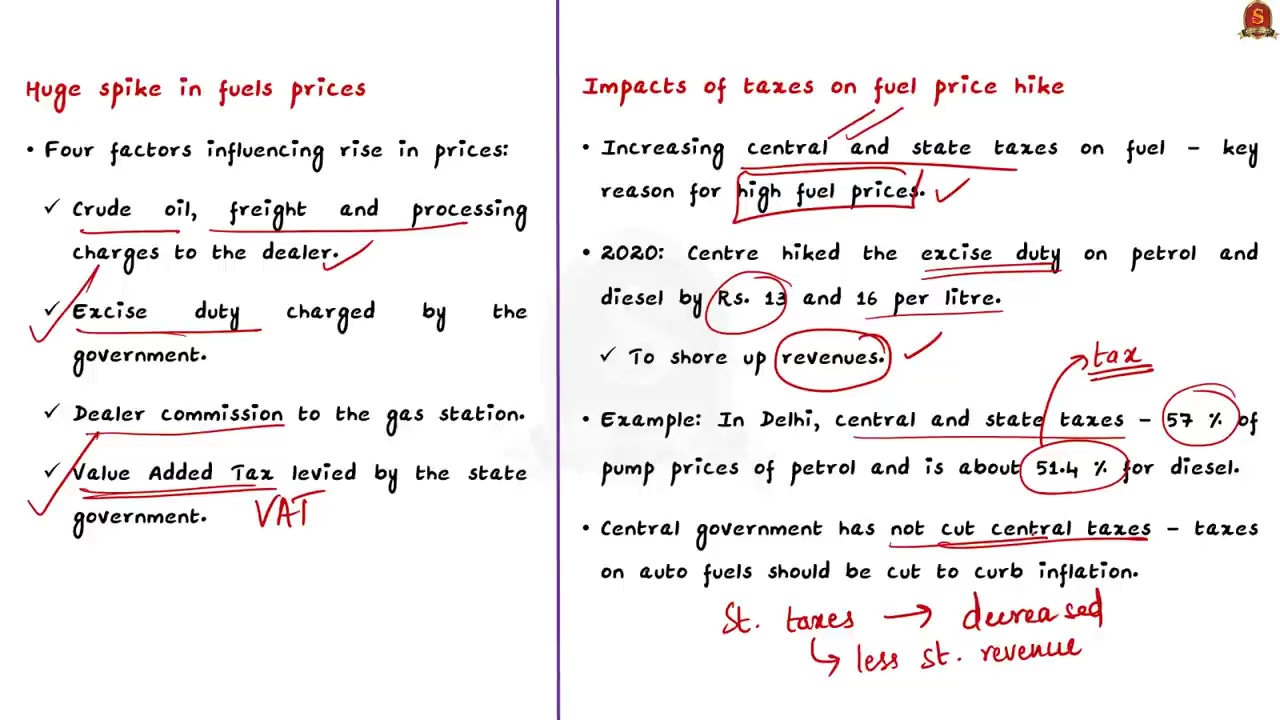 Huge spike in fuels prices
• Four factors influencing rise in prices:
✓ Crude oil, freight and processing
charges to the dealer.
✓ Excise duty charged by the
government.
✓ Dealer commission to the gas station.
✓ Value Added Tax levied by the state
government.
VAT
Impacts of taxes on fuel price hike
• Increasing central and state taxes on fuel – key
reason for high fuel prices.
• 2020: Centre hiked the excise duty on petrol and
diesel by Rs. 13 and 16 per litre.
✓ To shore up revenues.
tax
• Example: In Delhi, central and state taxes – 57 % of
pump prices of petrol and is about 51.4 % for diesel.
• Central government has not cut central taxes – taxes
on auto fuels should be cut to curb inflation.
St. taxes → decreased
↳ less St. revenue
S